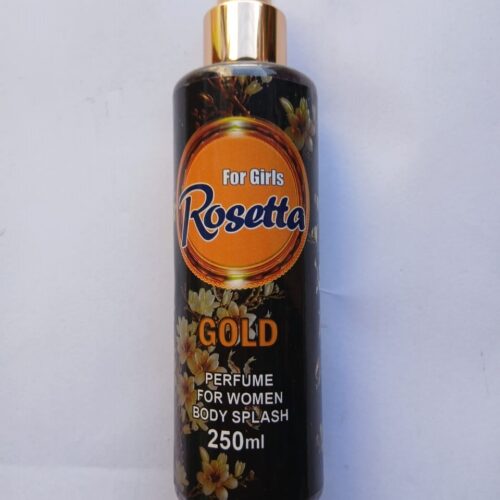 For Girls
Rosetta
GOLD
PERFUME
FOR WOMEN
BODY SPLASH
250ml